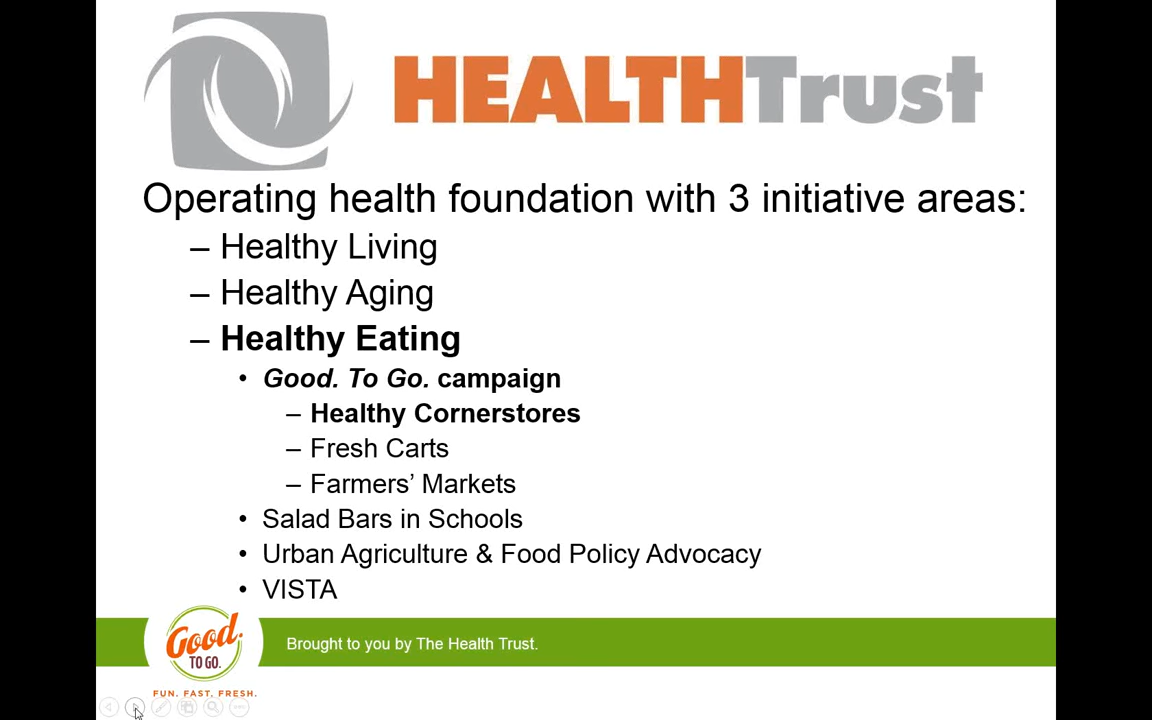 HEALTHTrust
Operating health foundation with 3 initiative areas:
– Healthy Living
– Healthy Aging
– Healthy Eating
• Good. To Go. campaign
– Healthy Cornerstores
– Fresh Carts
– Farmers’ Markets
• Salad Bars in Schools
• Urban Agriculture & Food Policy Advocacy
• VISTA
Good.
TO GO.
Brought to you by The Health Trust.
FUN. FAST. FRESH.